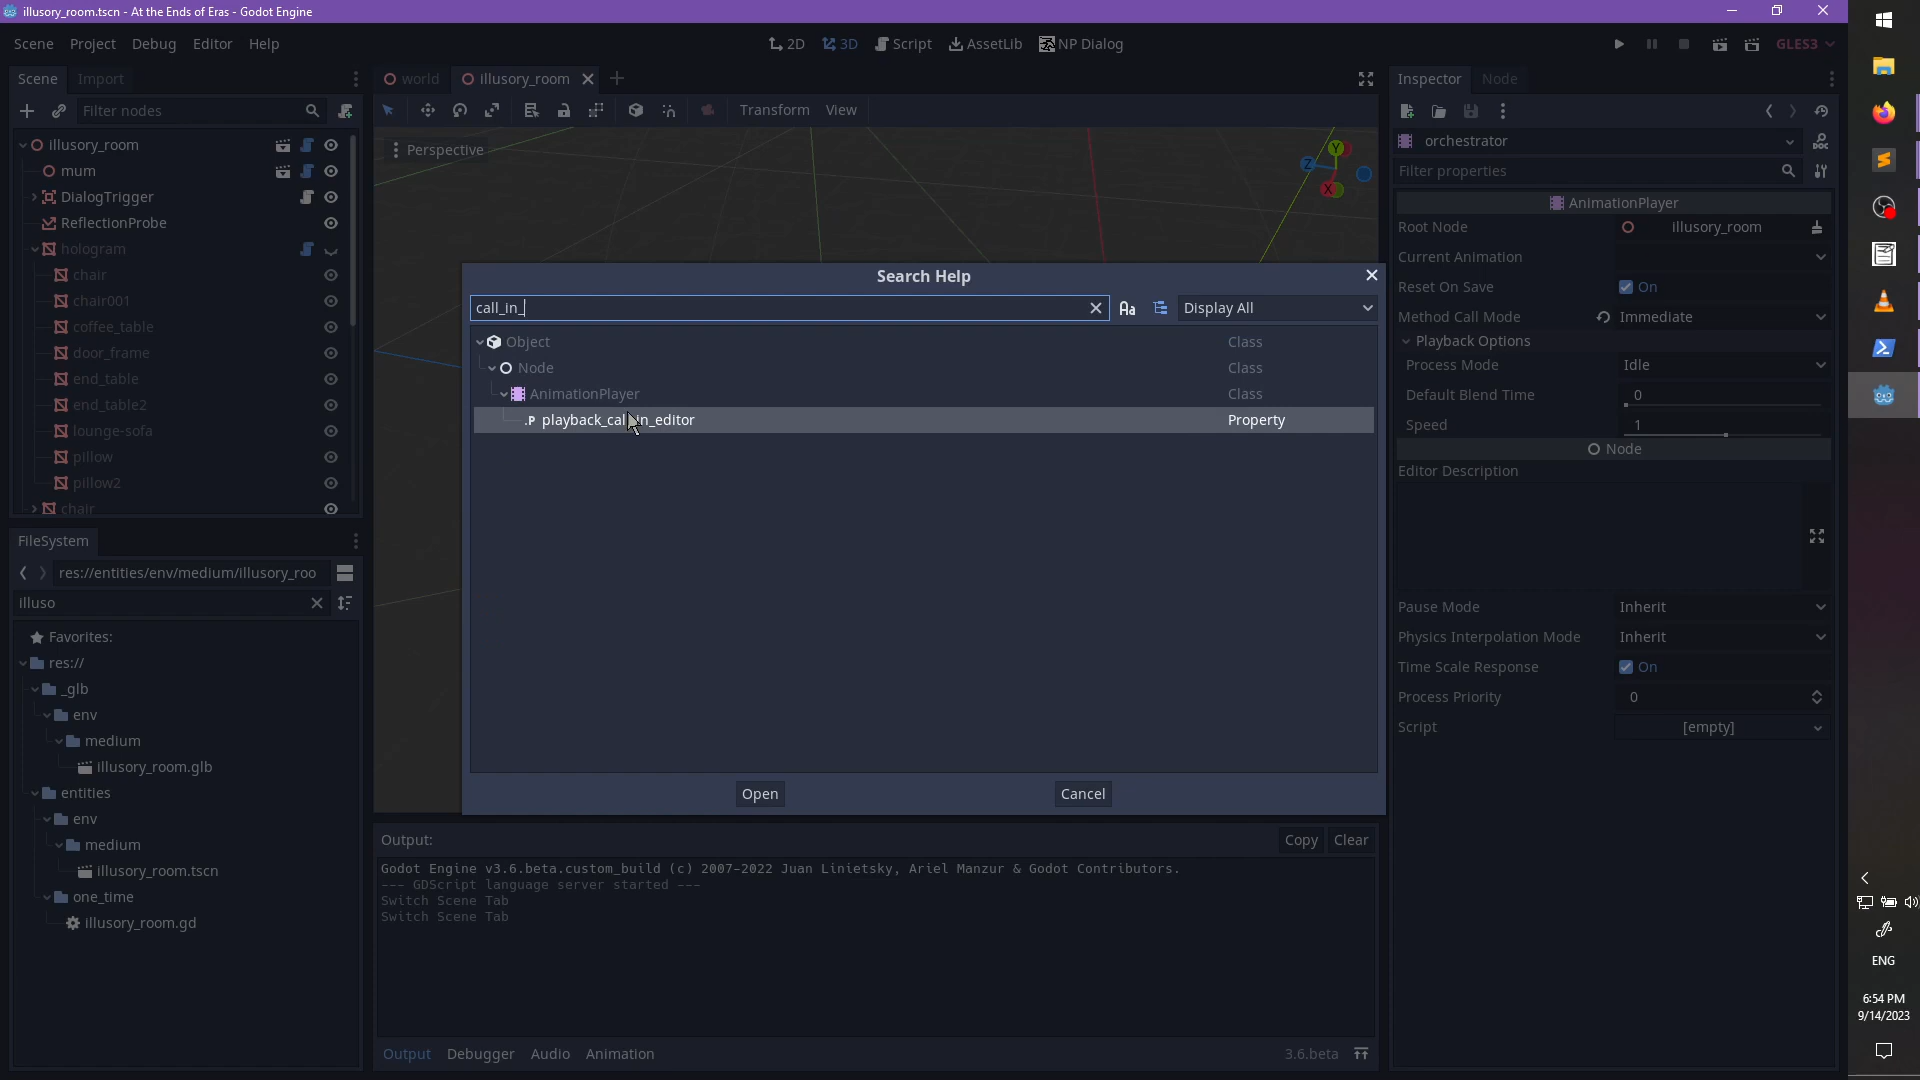 illusory_room.tscn - At the Ends of Eras - Godot Engine
Scene Project Debug Editor Help
2D 3D Script AssetLib NP Dialog
GLES3
Scene Import
Filter nodes
illusory_room
mum
DialogTrigger
ReflectionProbe
hologram
chair
chair001
coffee_table
door_frame
end_table
end_table2
lounge-sofa
pillow
pillow2
chair
FileSystem
res://entities/env/medium/illusory_roo
illuso
Favorites:
res://
_glb
env
medium
illusory_room.glb
entities
env
medium
illusory_room.tscn
one_time
illusory_room.gd
world illusory_room
Transform View
Perspective
Y
Z
X
Search Help
call_in_
Aa
Display All
Object Class
Node Class
AnimationPlayer Class
.P playback_call_in_editor Property
Open Cancel
Output:
Copy Clear
Godot Engine v3.6.beta.custom_build (c) 2007-2022 Juan Linietsky, Ariel Manzur & Godot Contributors.
--- GDScript language server started ---
Switch Scene Tab
Switch Scene Tab
Output Debugger Audio Animation
3.6.beta
Inspector Node
orchestrator
DOC
Filter properties
AnimationPlayer
Root Node illusory_room
Current Animation
Reset On Save On
Method Call Mode Immediate
Playback Options
Process Mode Idle
Default Blend Time 0
Speed 1
Node
Editor Description
Pause Mode Inherit
Physics Interpolation Mode Inherit
Time Scale Response On
Process Priority 0
Script [empty]
ENG
6:54 PM
9/14/2023